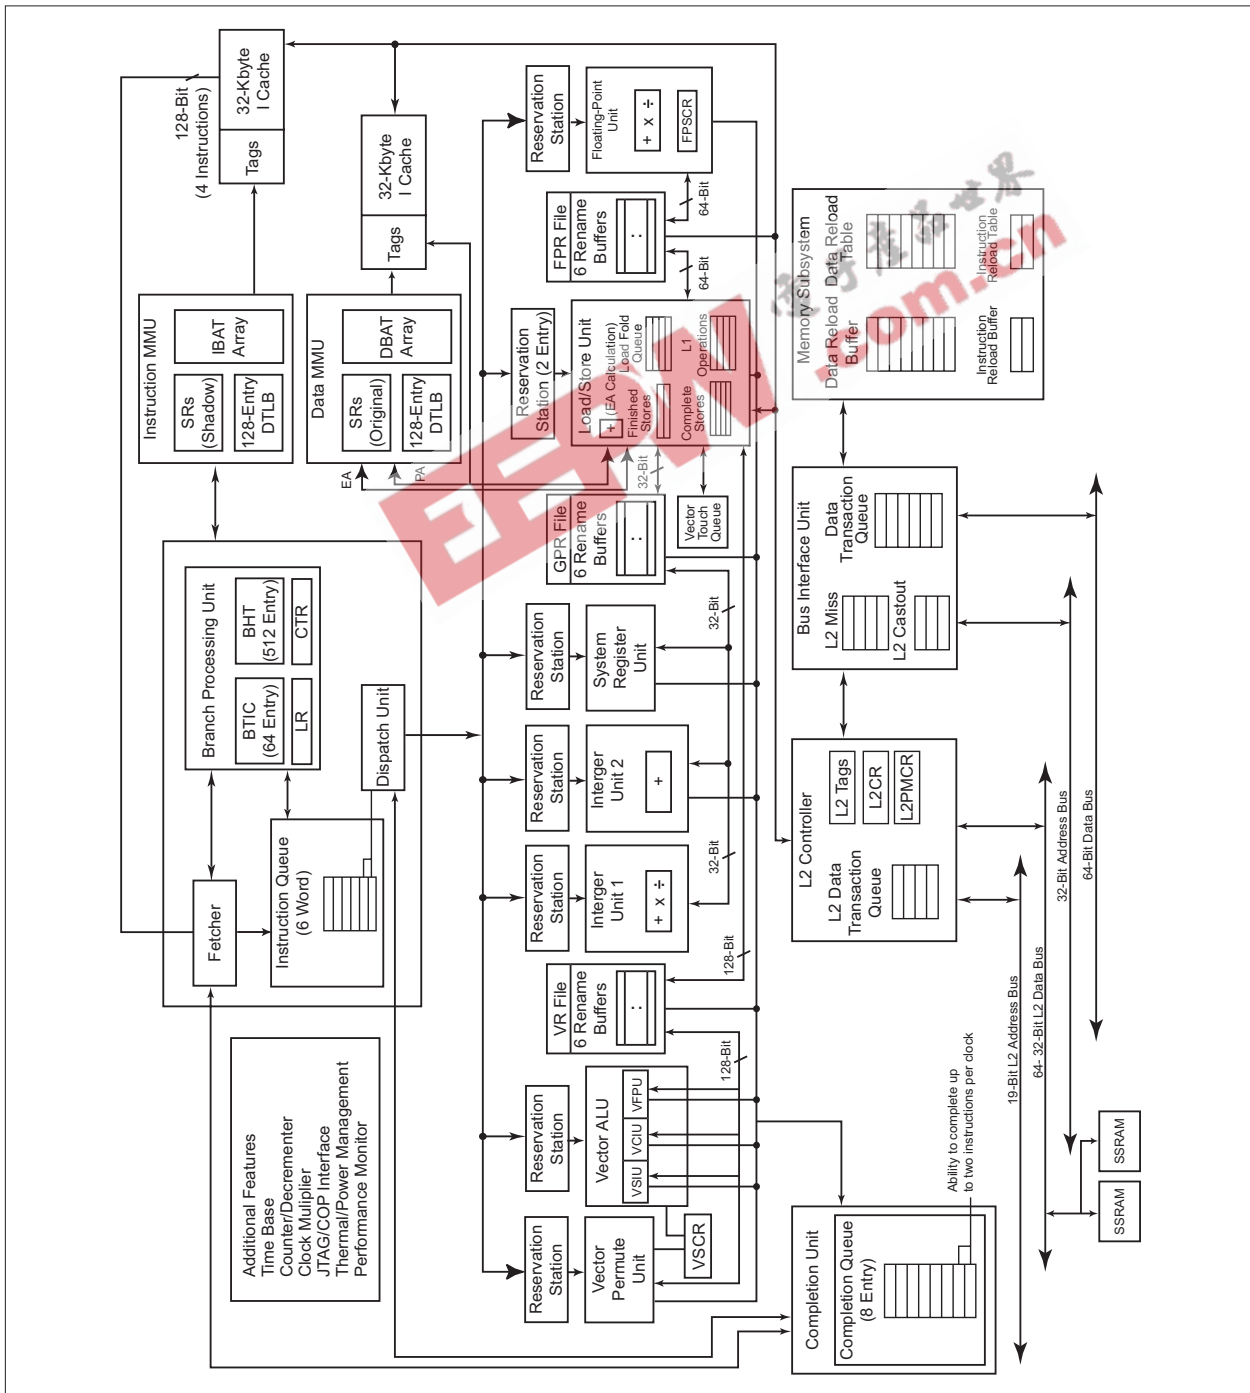 Additional Features
Time Base
Counter/Decrementer
Clock Muliplier
JTAG/COP Interface
Thermal/Power Management
Performance Monitor
Fetcher
Instruction Queue
(6 Word)
Branch Processing Unit
BTIC
(64 Entry)
LR
BHT
(512 Entry)
CTR
Dispatch Unit
Instruction MMU
SRs
(Shadow)
128-Entry
DTLB
IBAT
Array
Data MMU
SRs
(Original)
128-Entry
DTLB
DBAT
Array
EA
PA
128-Bit
(4 Instructions)
Tags
32-Kbyte
I Cache
Tags
32-Kbyte
I Cache
Reservation
Station
Vector
Permute
Unit
VSCR
Reservation
Station
Vector ALU
VSIU
VCIU
VFPU
128-Bit
VR File
6 Rename
Buffers
128-Bit
Reservation
Station
Interger
Unit 1
+ x ÷
32-Bit
Reservation
Station
Interger
Unit 2
+
Reservation
Station
System
Register
Unit
32-Bit
GPR File
6 Rename
Buffers
32-Bit
Vector
Touch
Queue
Reservation
Station (2 Entry)
Load/Store Unit
+
(EA Calculation)
Finished
Stores
Load Fold
Queue
Complete
Stores
L1
Operations
64-Bit
FPR File
6 Rename
Buffers
64-Bit
Reservation
Station
Floating-Point
Unit
+ x ÷
FPSCR
Completion Unit
Completion Queue
(8 Entry)
Ability to complete up
to two instructions per clock
L2 Controller
L2 Data
Transaction
Queue
L2 Tags
L2CR
L2PMCR
Bus Interface Unit
L2 Miss
L2 Castout
Data
Transaction
Queue
Memory Subsystem
Data Reload
Buffer
Data Reload
Table
Instruction
Reload Buffer
Instruction
Reload Table
19-Bit L2 Address Bus
64- 32-Bit L2 Data Bus
32-Bit Address Bus
64-Bit Data Bus
SSRAM
SSRAM
EEPW
.com.cn
电子产品世界